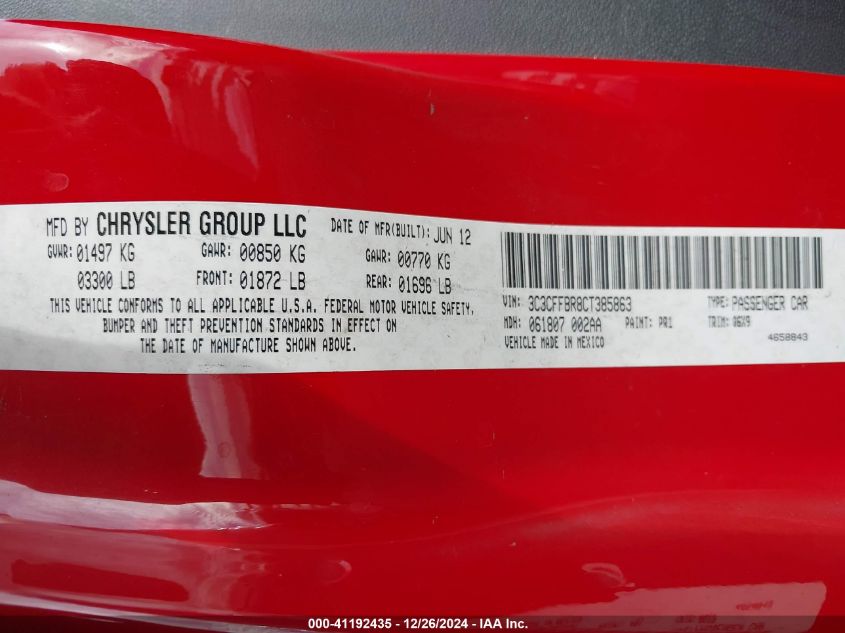 MFD BY CHRYSLER GROUP LLC DATE OF MFR(BUILT): JUN 12
GVWR: 01497 KG GAWR: 00850 KG GAWR: 00770 KG
03300 LB FRONT: 01872 LB REAR: 01696 LB
THIS VEHICLE CONFORMS TO ALL APPLICABLE U.S.A. FEDERAL MOTOR VEHICLE SAFETY,
BUMPER AND THEFT PREVENTION STANDARDS IN EFFECT ON
THE DATE OF MANUFACTURE SHOWN ABOVE.
VIN: 3C3CFFBR8CT385863 TYPE: PASSENGER CAR
MDH: 061807 002AA PAINT: PR1 TRIM: 06X9
VEHICLE MADE IN MEXICO 4658843
000-41192435 - 12/26/2024 - IAA Inc.